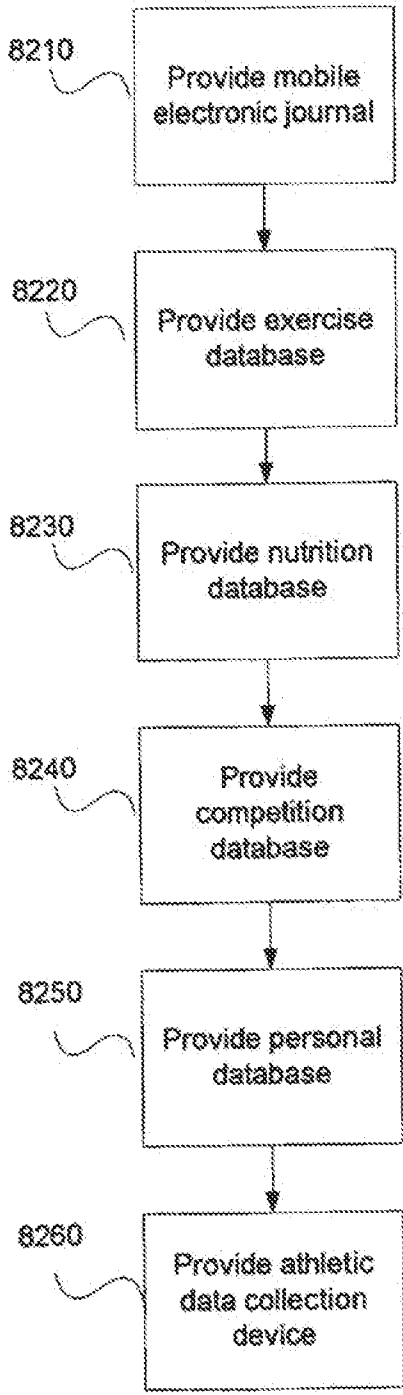 8210
Provide mobile
electronic journal
8220
Provide exercise
database
8230
Provide nutrition
database
8240
Provide
competition
database
8250
Provide personal
database
8260
Provide athletic
data collection
device